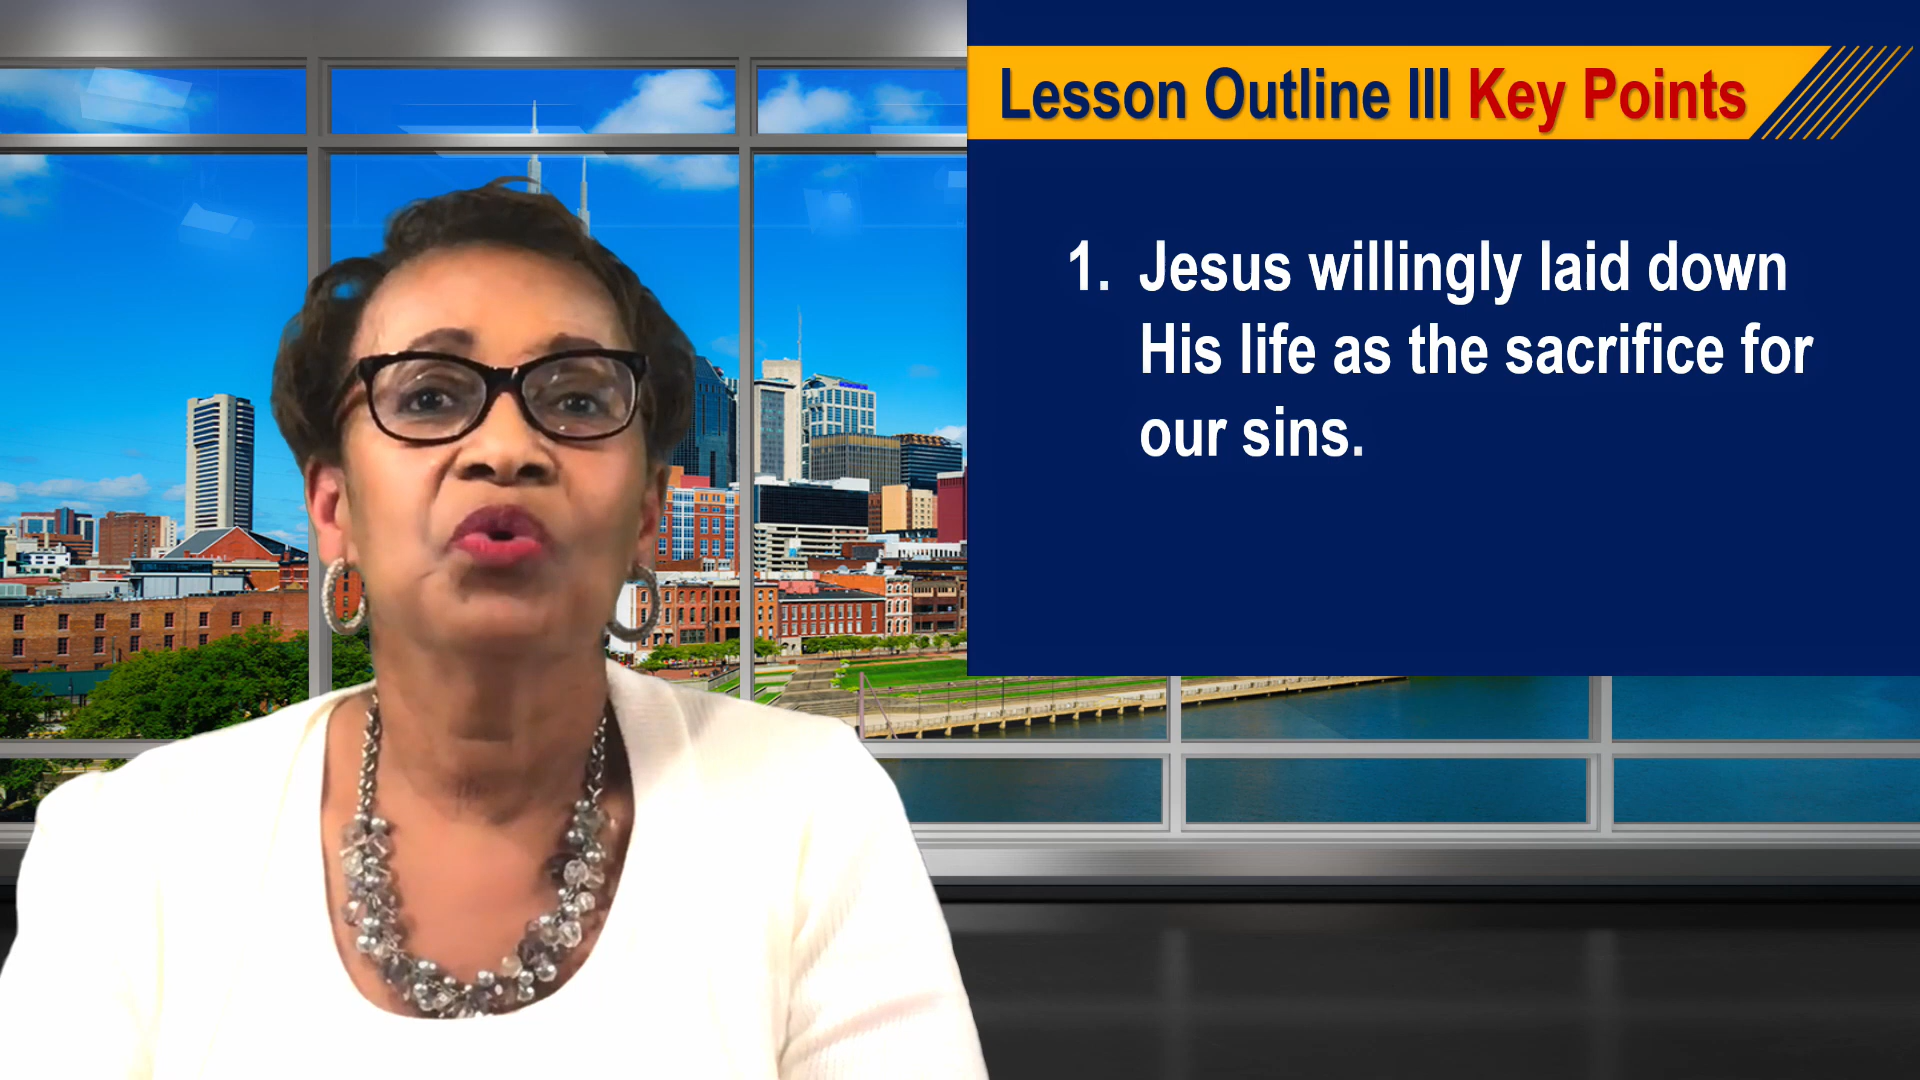 Lesson Outline III Key Points
1. Jesus willingly laid down
His life as the sacrifice for
our sins.